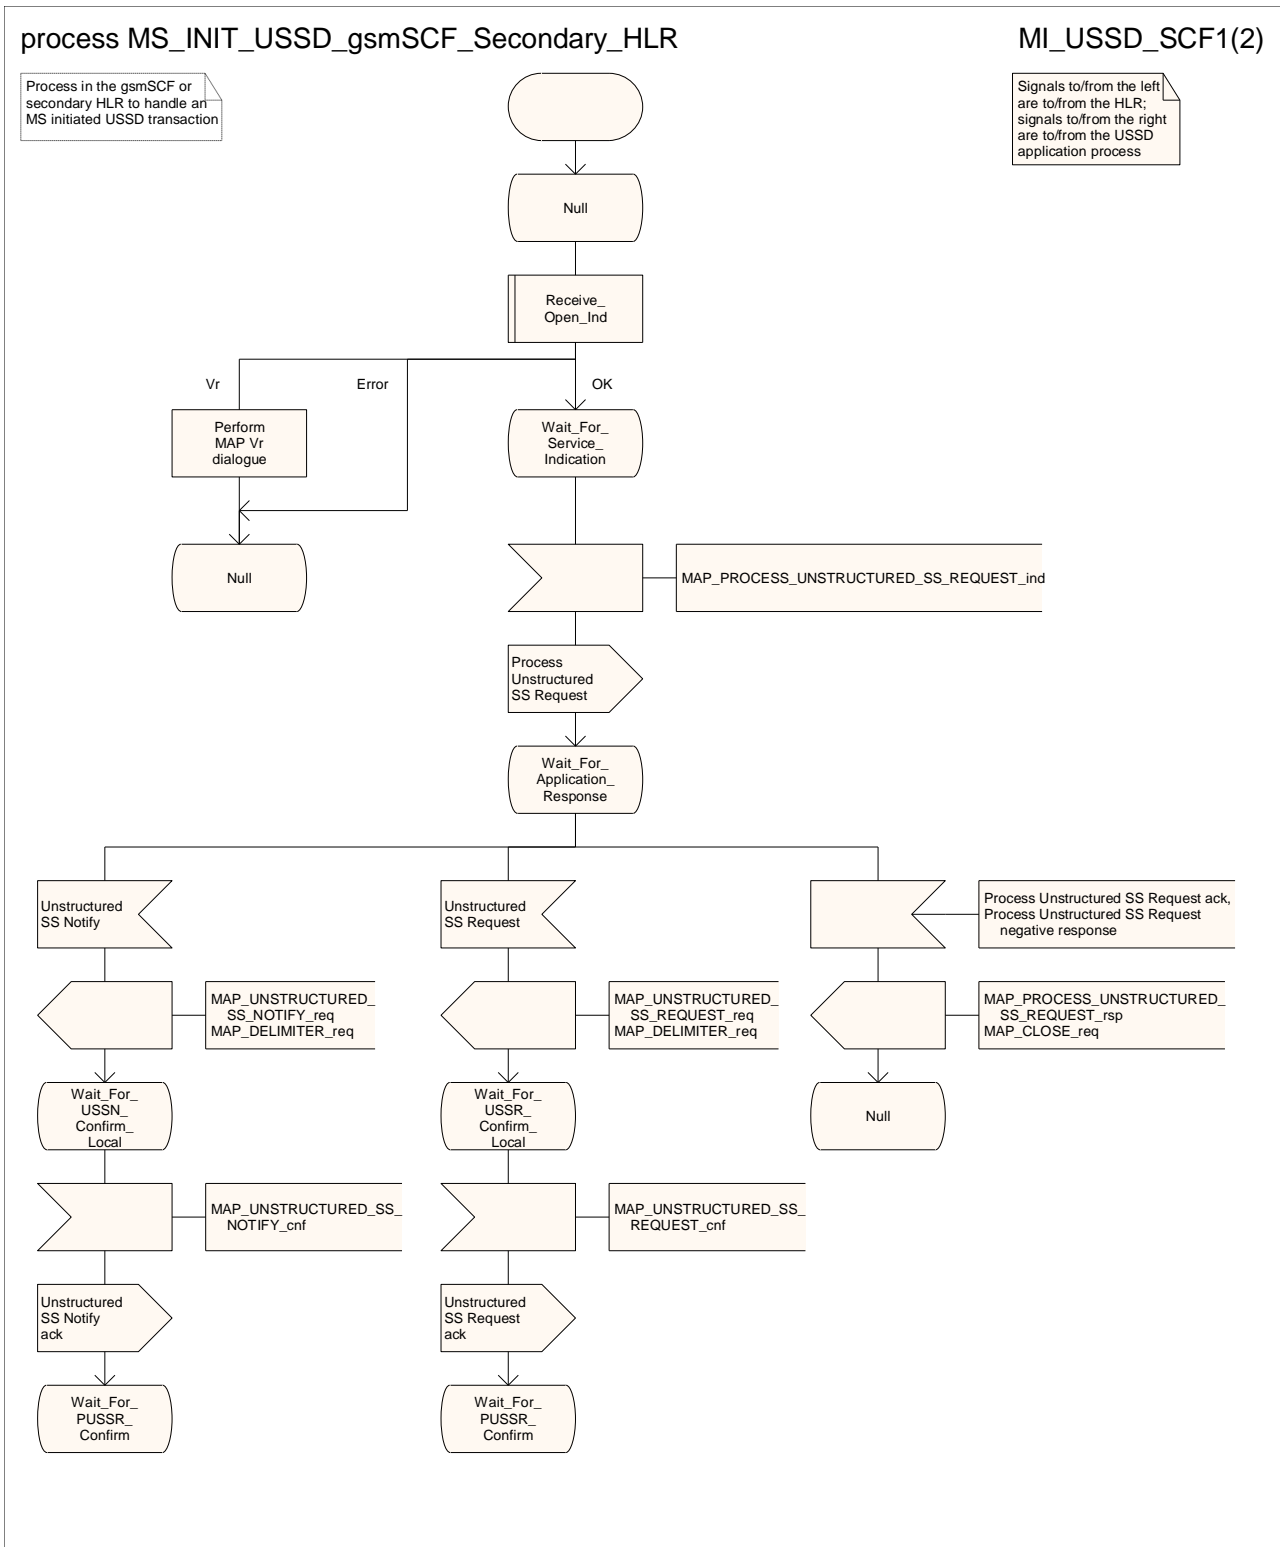 process MS_INIT_USSD_gsmSCF_Secondary_HLR
MI_USSD_SCF1(2)
Process in the gsmSCF or
secondary HLR to handle an
MS initiated USSD transaction
Signals to/from the left
are to/from the HLR;
signals to/from the right
are to/from the USSD
application process
Null
Receive_
Open_Ind
Vr
Error
OK
Perform
MAP Vr
dialogue
Wait_For_
Service_
Indication
Null
MAP_PROCESS_UNSTRUCTURED_SS_REQUEST_ind
Process
Unstructured
SS Request
Wait_For_
Application_
Response
Unstructured
SS Notify
Unstructured
SS Request
Process Unstructured SS Request ack,
Process Unstructured SS Request
negative response
MAP_UNSTRUCTURED_
SS_NOTIFY_req
MAP_DELIMITER_req
MAP_UNSTRUCTURED_
SS_REQUEST_req
MAP_DELIMITER_req
MAP_PROCESS_UNSTRUCTURED_
SS_REQUEST_rsp
MAP_CLOSE_req
Wait_For_
USSN_
Confirm_
Local
Wait_For_
USSR_
Confirm_
Local
Null
MAP_UNSTRUCTURED_SS_
NOTIFY_cnf
MAP_UNSTRUCTURED_SS_
REQUEST_cnf
Unstructured
SS Notify
ack
Unstructured
SS Request
ack
Wait_For_
PUSSR_
Confirm
Wait_For_
PUSSR_
Confirm